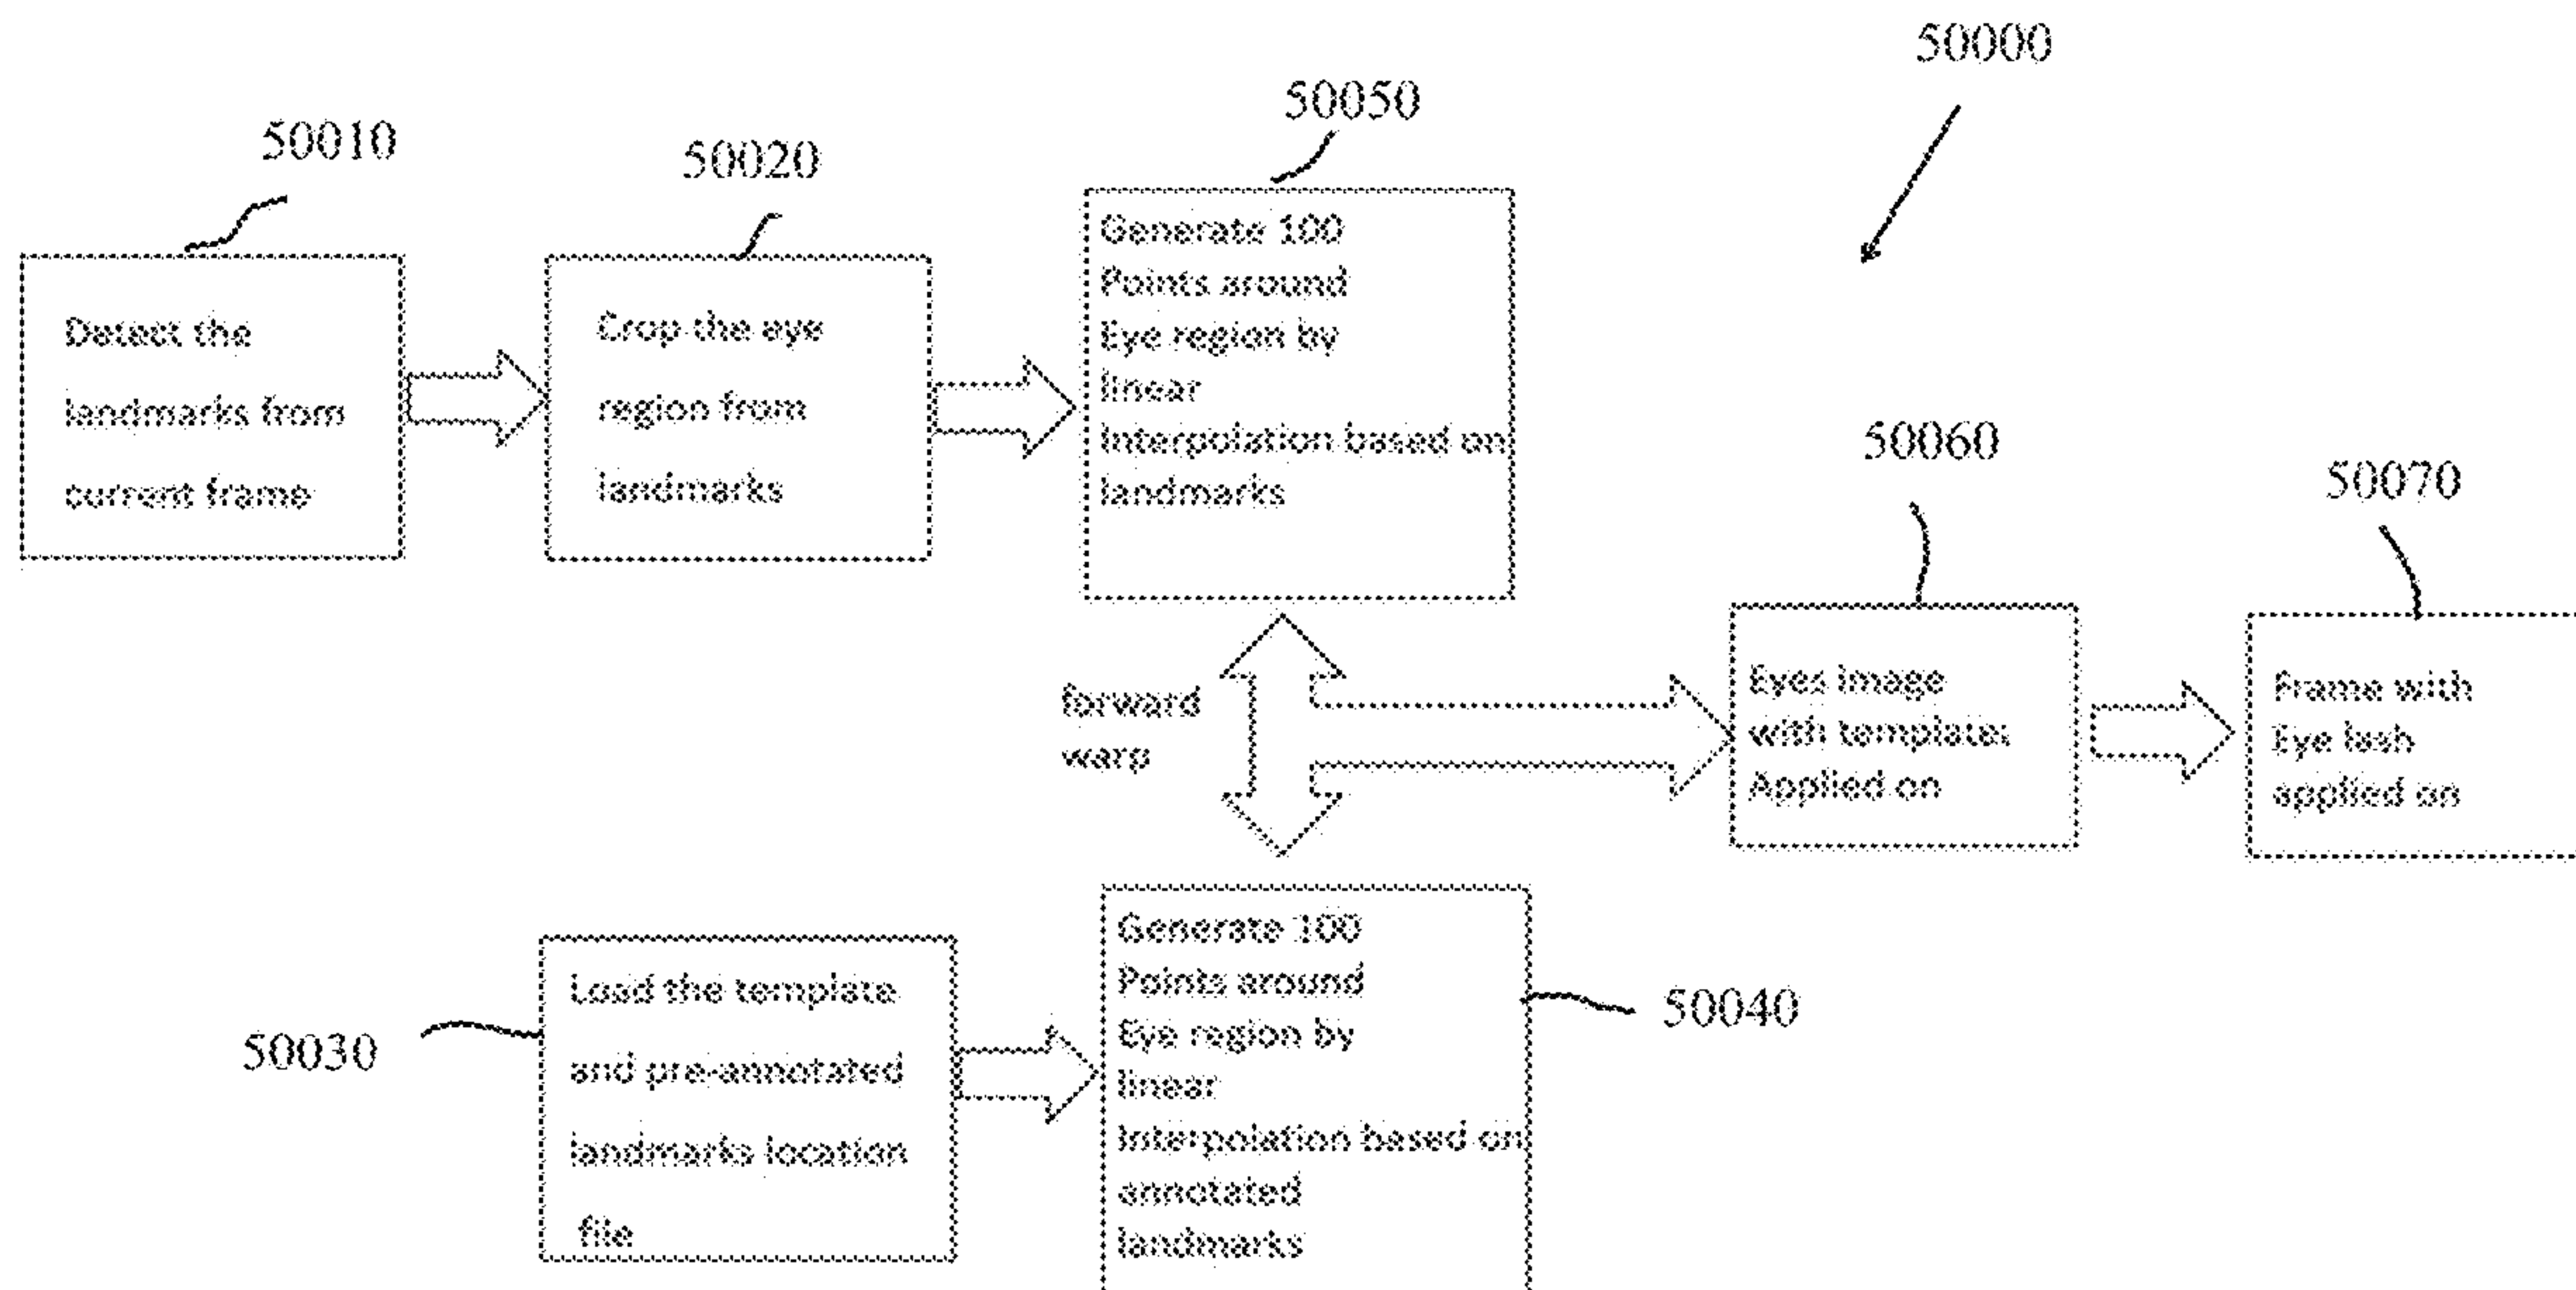 50000
50010
50020
50050
Detect the
landmarks from
current frame
Crop the eye
region from
landmarks
Generate 100
Points around
Eye region by
linear
Interpolation based on
landmarks
50060
50070
forward
warp
Eyes image
with templates
Applied on
Frame with
Eye lash
applied on
50030
Load the template
and pre-annotated
landmarks location
file
Generate 100
Points around
Eye region by
linear
Interpolation based on
annotated
landmarks
50040